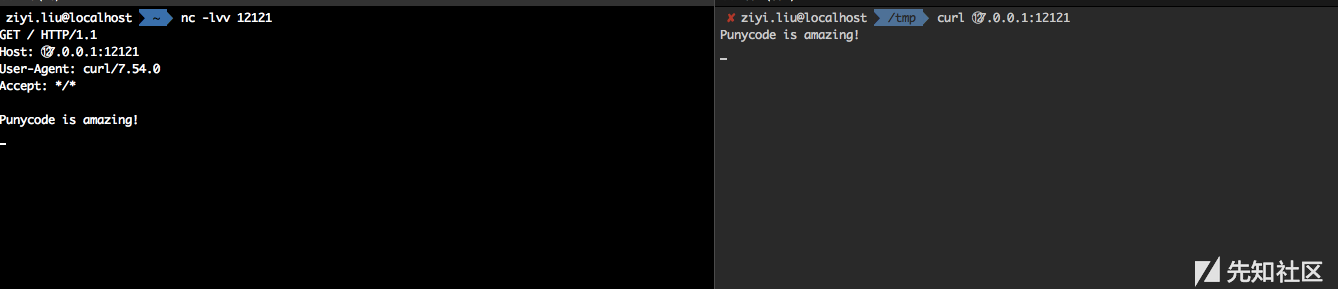 ziyi.liu@localhost ~ nc -lvv 12121
GET / HTTP/1.1
Host: ⑫7.0.0.1:12121
User-Agent: curl/7.54.0
Accept: */*
Punycode is amazing!
✘ ziyi.liu@localhost /tmp curl ⑫7.0.0.1:12121
Punycode is amazing!
先知社区